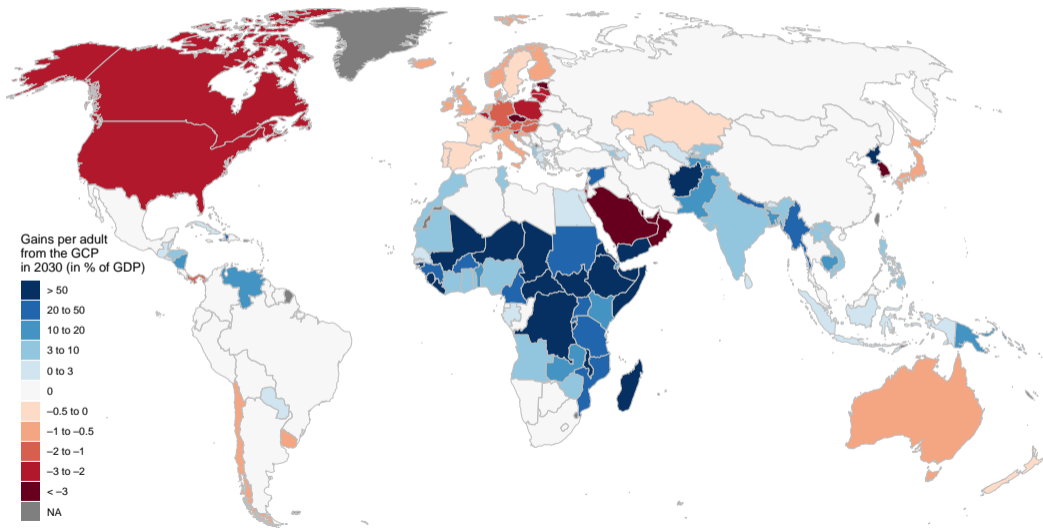 Gains per adult
from the GCP
in 2030 (in % of GDP)
> 50
20 to 50
10 to 20
3 to 10
0 to 3
0
−0.5 to 0
−1 to −0.5
−2 to −1
−3 to −2
< −3
NA